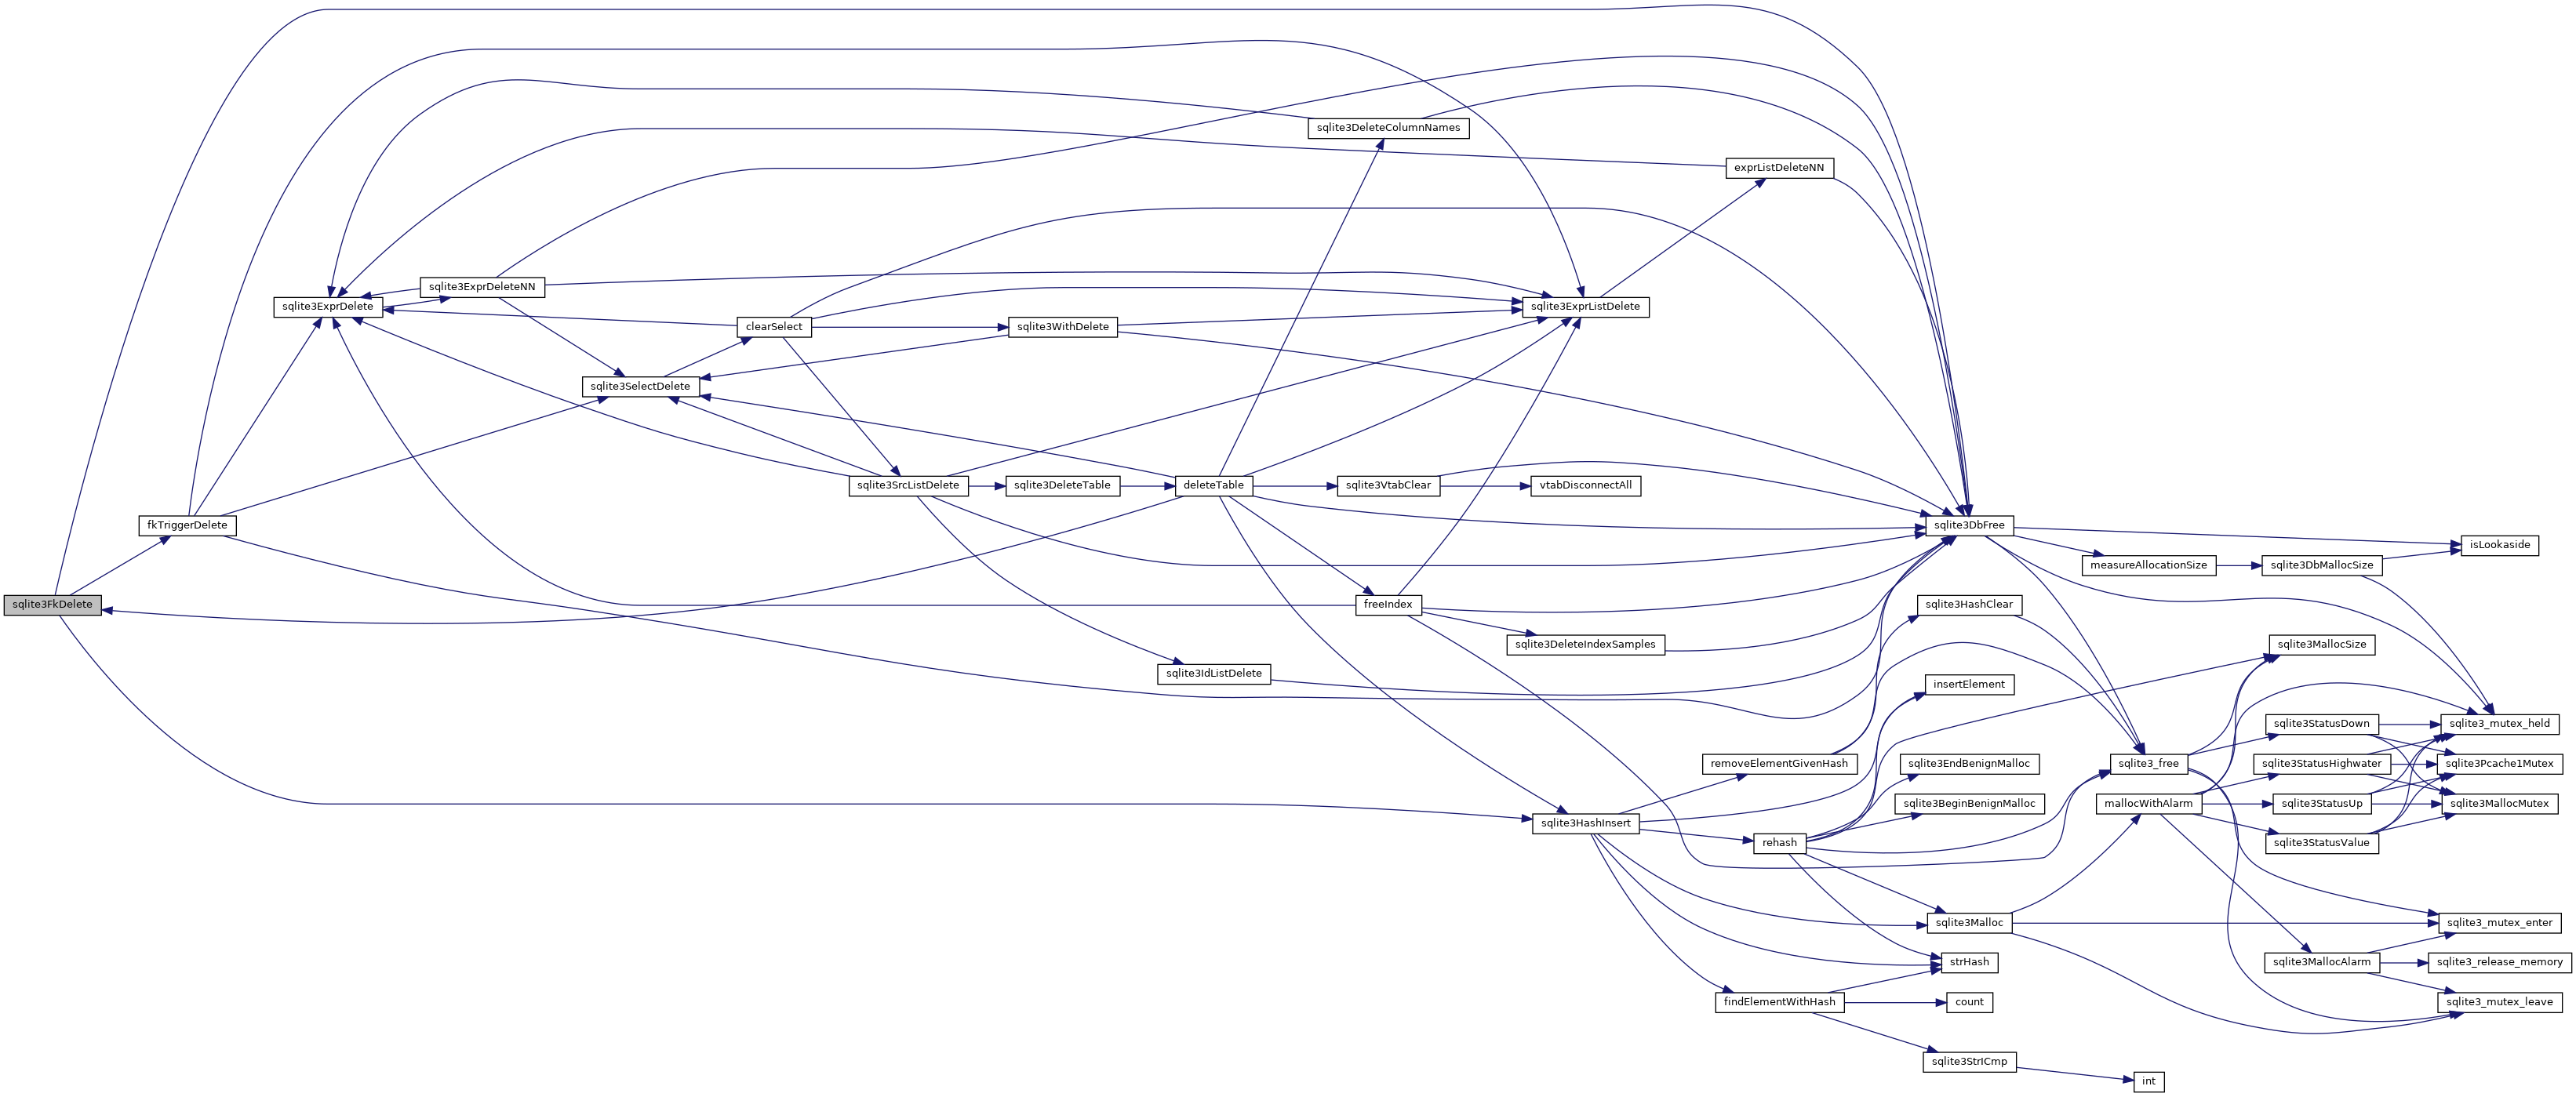 sqlite3DeleteColumnNames
exprListDeleteNN
sqlite3ExprDeleteNN
sqlite3ExprDelete
sqlite3ExprListDelete
clearSelect
sqlite3WithDelete
sqlite3SelectDelete
sqlite3SrcListDelete
sqlite3DeleteTable
deleteTable
sqlite3VtabClear
vtabDisconnectAll
fkTriggerDelete
sqlite3DbFree
isLookaside
measureAllocationSize
sqlite3DbMallocSize
sqlite3FkDelete
freeIndex
sqlite3HashClear
sqlite3DeleteIndexSamples
sqlite3MallocSize
sqlite3IdListDelete
insertElement
sqlite3StatusDown
sqlite3_mutex_held
removeElementGivenHash
sqlite3EndBenignMalloc
sqlite3_free
sqlite3StatusHighwater
sqlite3Pcache1Mutex
sqlite3BeginBenignMalloc
mallocWithAlarm
sqlite3StatusUp
sqlite3MallocMutex
sqlite3HashInsert
rehash
sqlite3StatusValue
sqlite3Malloc
sqlite3_mutex_enter
strHash
sqlite3MallocAlarm
sqlite3_release_memory
findElementWithHash
count
sqlite3_mutex_leave
sqlite3StrICmp
int